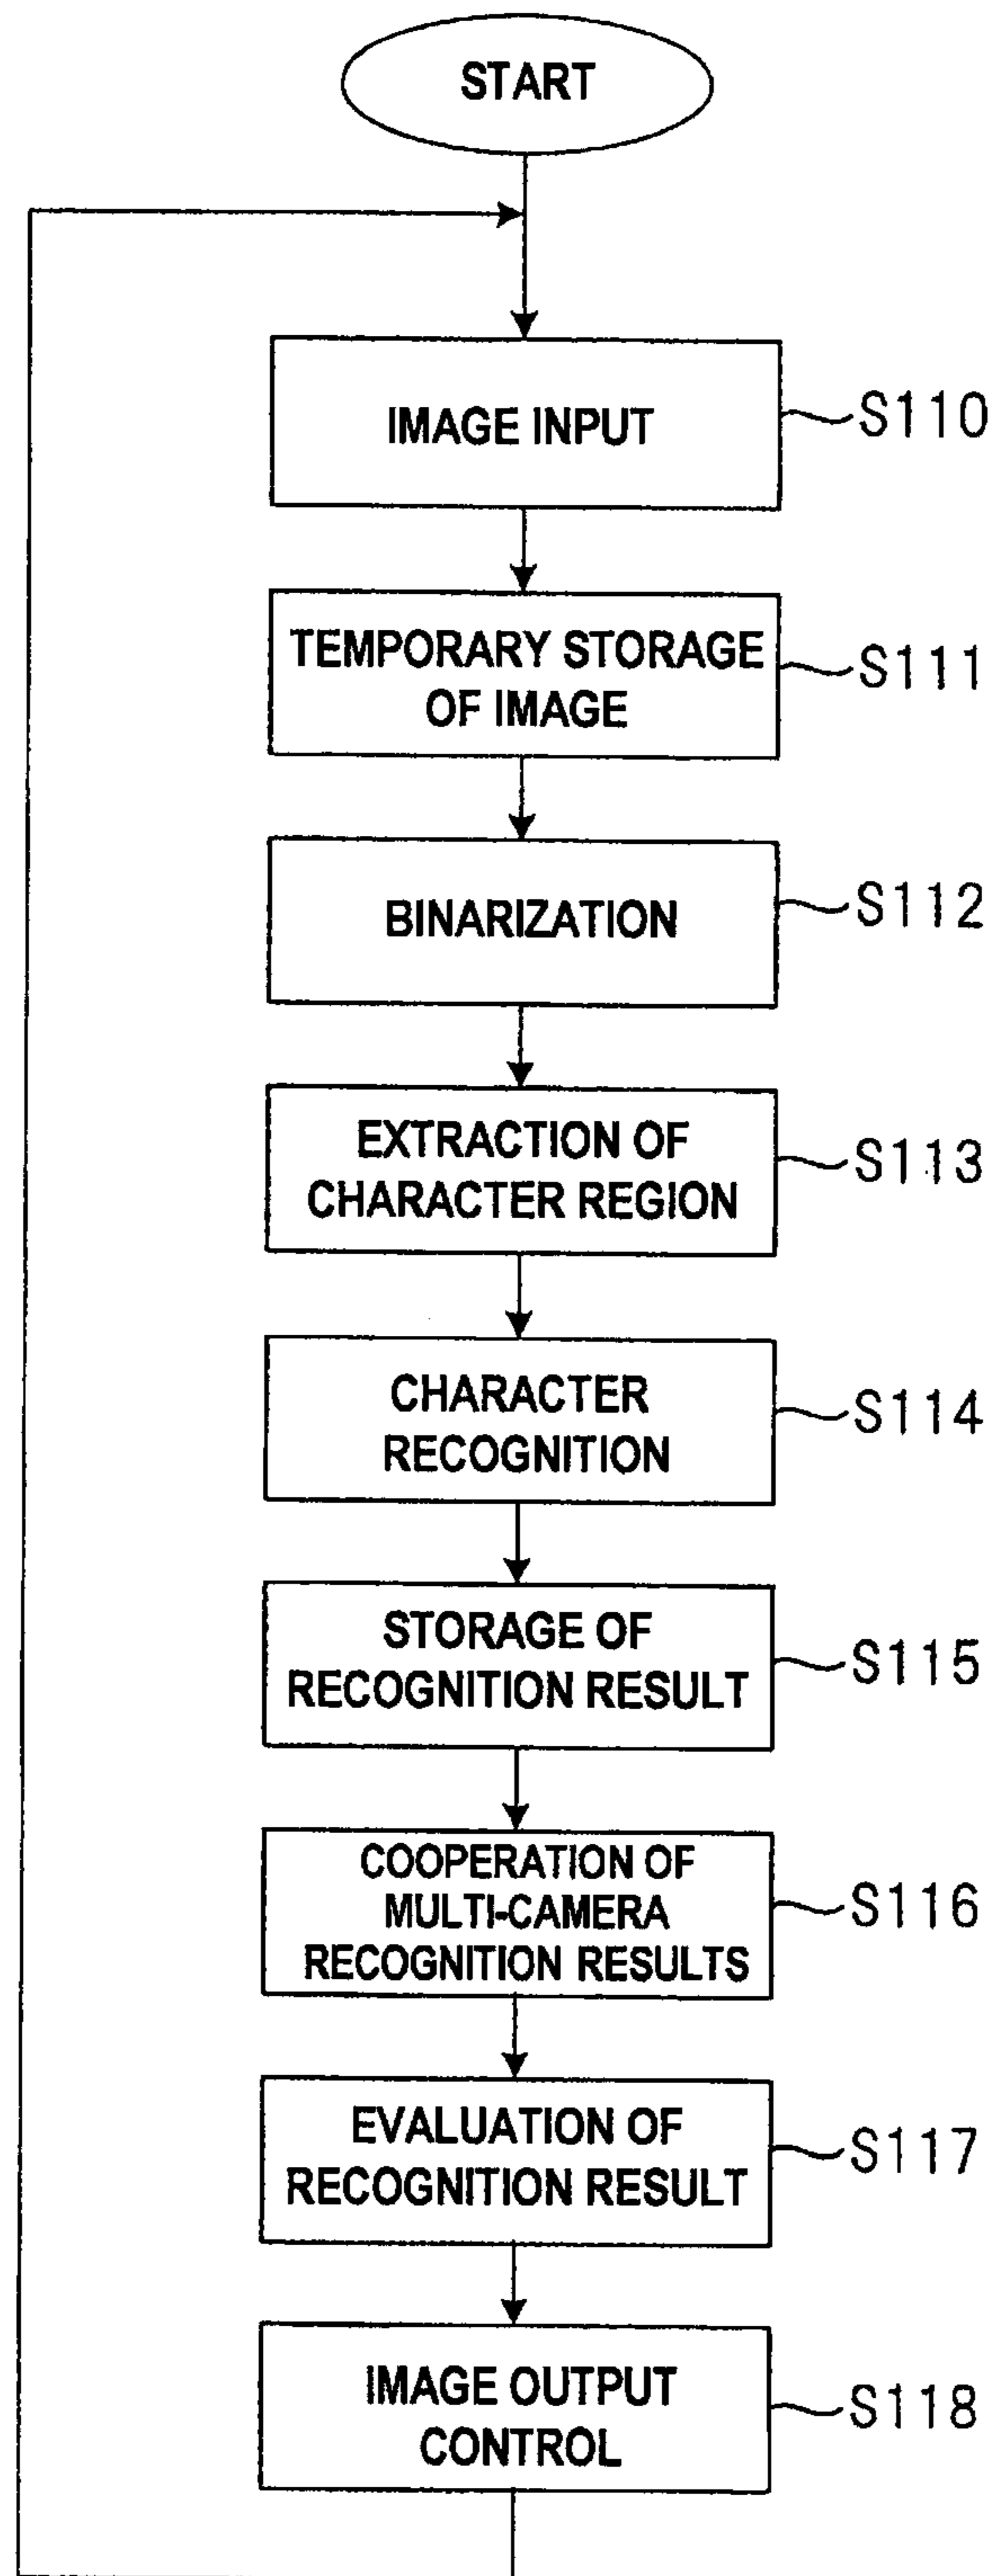 START
IMAGE INPUT
S110
TEMPORARY STORAGE
OF IMAGE
S111
BINARIZATION
S112
EXTRACTION OF
CHARACTER REGION
S113
CHARACTER
RECOGNITION
S114
STORAGE OF
RECOGNITION RESULT
S115
COOPERATION OF
MULTI-CAMERA
RECOGNITION RESULTS
S116
EVALUATION OF
RECOGNITION RESULT
S117
IMAGE OUTPUT
CONTROL
S118